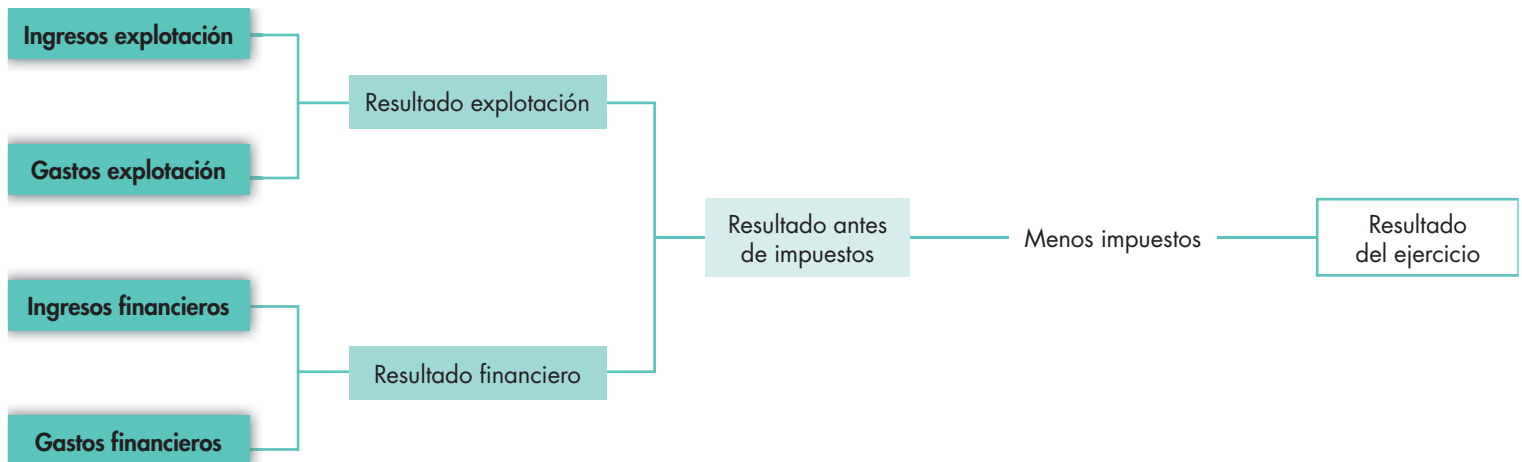 Ingresos explotación
Resultado explotación
Gastos explotación
Resultado antes
de impuestos
Menos impuestos
Resultado
del ejercicio
Ingresos financieros
Resultado financiero
Gastos financieros